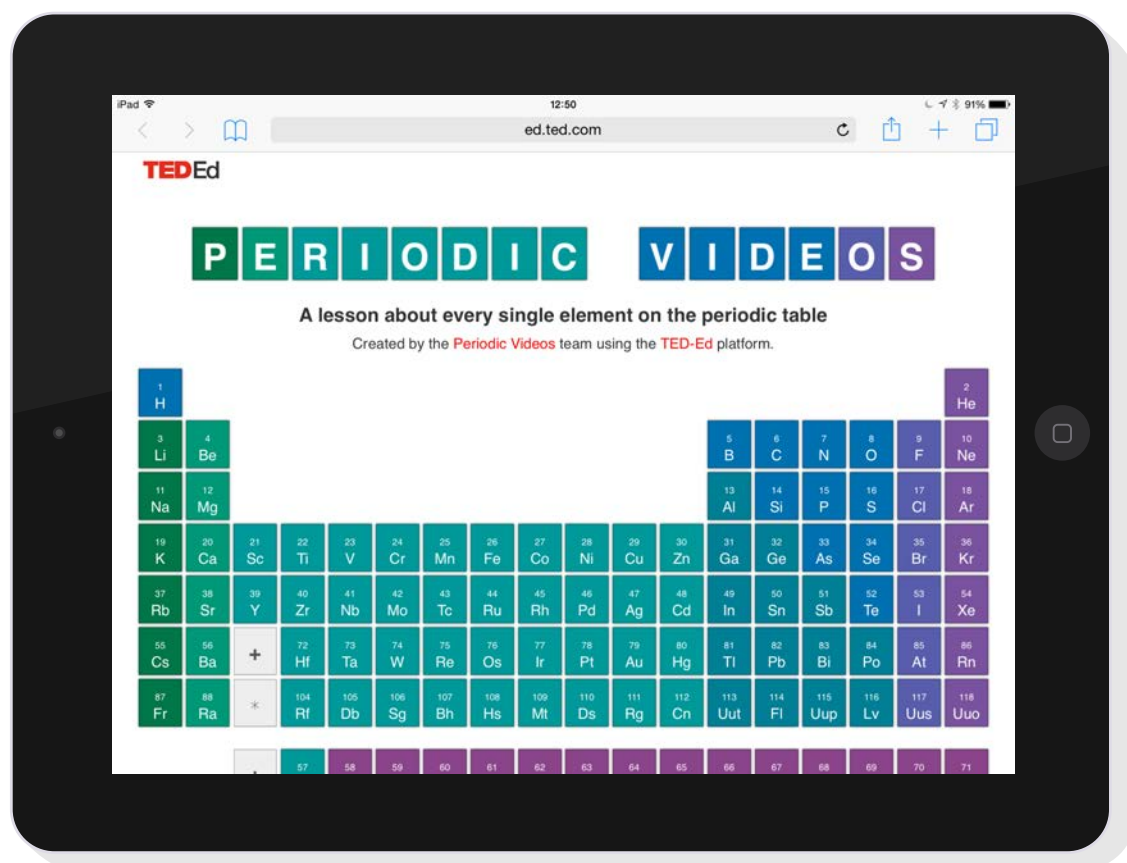 iPad 12:50 91%
ed.ted.com
TEDEd
PERIODIC VIDEOS
A lesson about every single element on the periodic table
Created by the Periodic Videos team using the TED-Ed platform.
1 2
H He
3 4 5 6 7 8 9 10
Li Be B C N O F Ne
11 12 13 14 15 16 17 18
Na Mg Al Si P S Cl Ar
19 20 21 22 23 24 25 26 27 28 29 30 31 32 33 34 35 36
K Ca Sc Ti V Cr Mn Fe Co Ni Cu Zn Ga Ge As Se Br Kr
37 38 39 40 41 42 43 44 45 46 47 48 49 50 51 52 53 54
Rb Sr Y Zr Nb Mo Tc Ru Rh Pd Ag Cd In Sn Sb Te I Xe
55 56 72 73 74 75 76 77 78 79 80 81 82 83 84 85 86
Cs Ba + Hf Ta W Re Os Ir Pt Au Hg Tl Pb Bi Po At Rn
87 88 104 105 106 107 108 109 110 111 112 113 114 115 116 117 118
Fr Ra * Rf Db Sg Bh Hs Mt Ds Rg Cn Uut Fl Uup Lv Uus Uuo
57 58 59 60 61 62 63 64 65 66 67 68 69 70 71